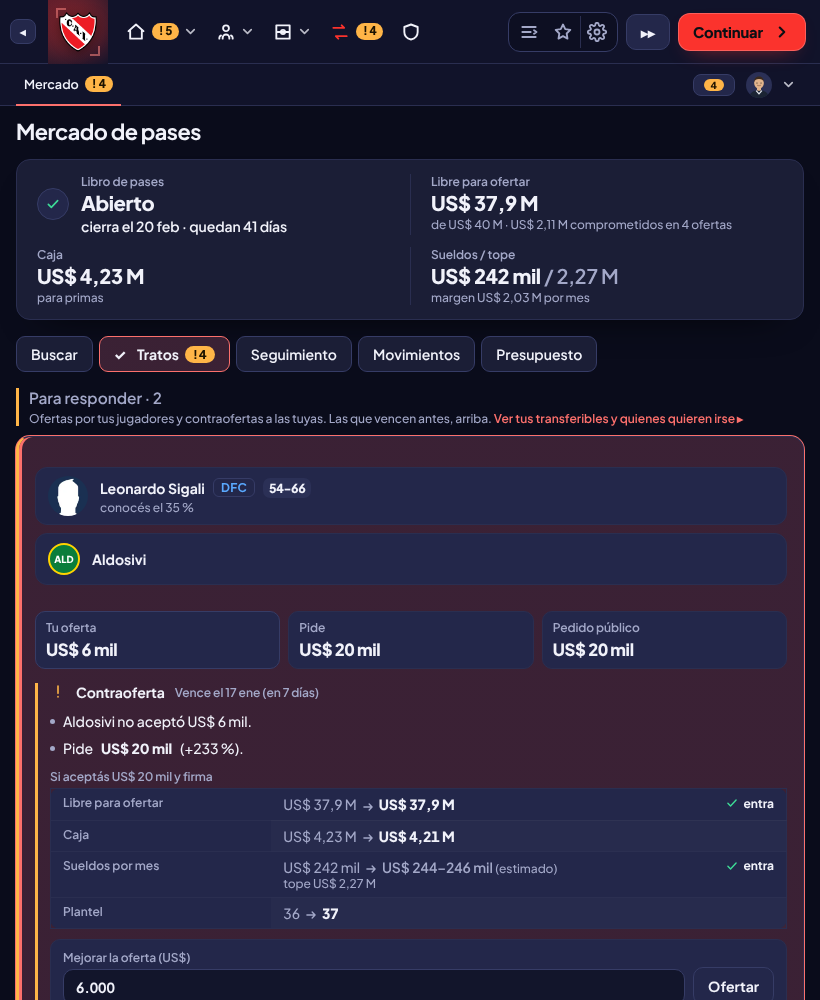 ◂
C.A.I.
! 5
! 4
▸▸
Continuar
Mercado ! 4
4
Mercado de pases
Libro de pases
Abierto
cierra el 20 feb · quedan 41 días
Libre para ofertar
US$ 37,9 M
de US$ 40 M · US$ 2,11 M comprometidos en 4 ofertas
Caja
US$ 4,23 M
para primas
Sueldos / tope
US$ 242 mil / 2,27 M
margen US$ 2,03 M por mes
Buscar
Tratos ! 4
Seguimiento
Movimientos
Presupuesto
Para responder · 2
Ofertas por tus jugadores y contraofertas a las tuyas. Las que vencen antes, arriba. Ver tus transferibles y quienes quieren irse ▸
Leonardo Sigali DFC 54–66
conocés el 35 %
ALD Aldosivi
Tu oferta
US$ 6 mil
Pide
US$ 20 mil
Pedido público
US$ 20 mil
! Contraoferta Vence el 17 ene (en 7 días)
• Aldosivi no aceptó US$ 6 mil.
• Pide US$ 20 mil (+233 %).
Si aceptás US$ 20 mil y firma
Libre para ofertar US$ 37,9 M → US$ 37,9 M ✓ entra
Caja US$ 4,23 M → US$ 4,21 M
Sueldos por mes US$ 242 mil → US$ 244–246 mil (estimado) ✓ entra
tope US$ 2,27 M
Plantel 36 → 37
Mejorar la oferta (US$)
6.000
Ofertar